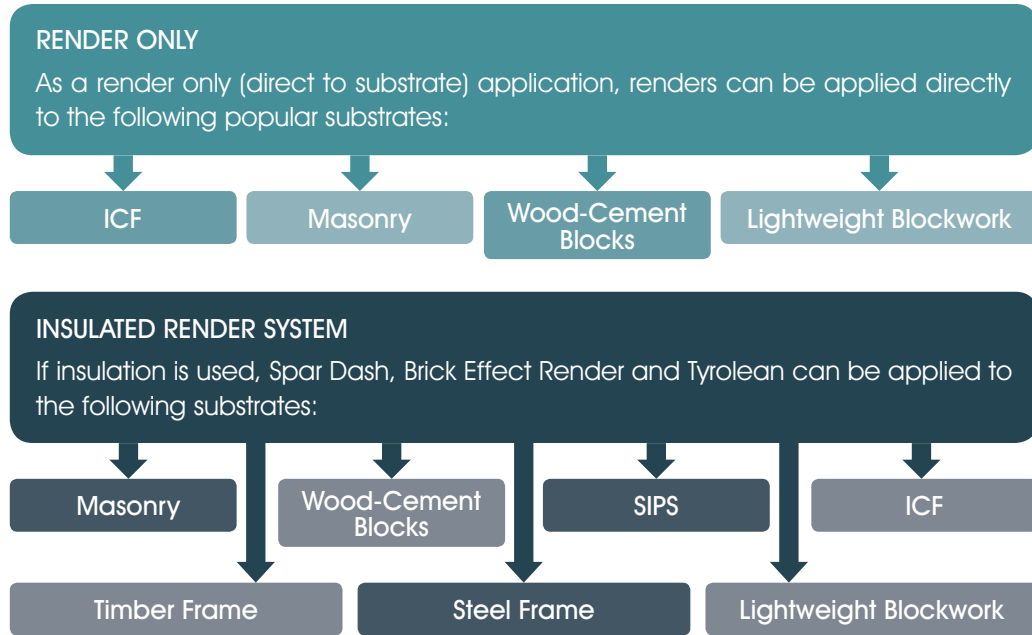 RENDER ONLY
As a render only (direct to substrate) application, renders can be applied directly
to the following popular substrates:
ICF
Masonry
Wood-Cement
Blocks
Lightweight Blockwork
INSULATED RENDER SYSTEM
If insulation is used, Spar Dash, Brick Effect Render and Tyrolean can be applied to
the following substrates:
Masonry
Wood-Cement
Blocks
SIPS
ICF
Timber Frame
Steel Frame
Lightweight Blockwork